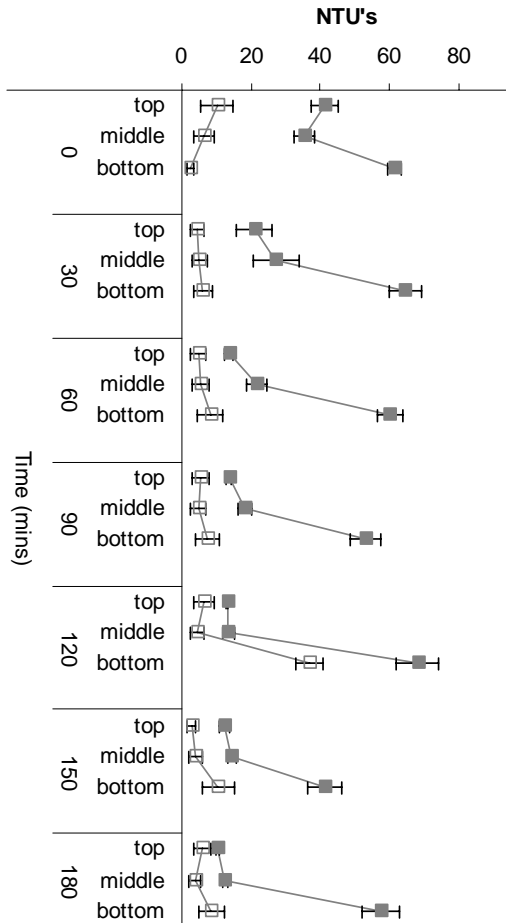 NTU's
0 20 40 60 80
top
middle
bottom
0
top
middle
bottom
30
top
middle
bottom
60
top
middle
bottom
90
top
middle
bottom
120
top
middle
bottom
150
top
middle
bottom
180
Time (mins)